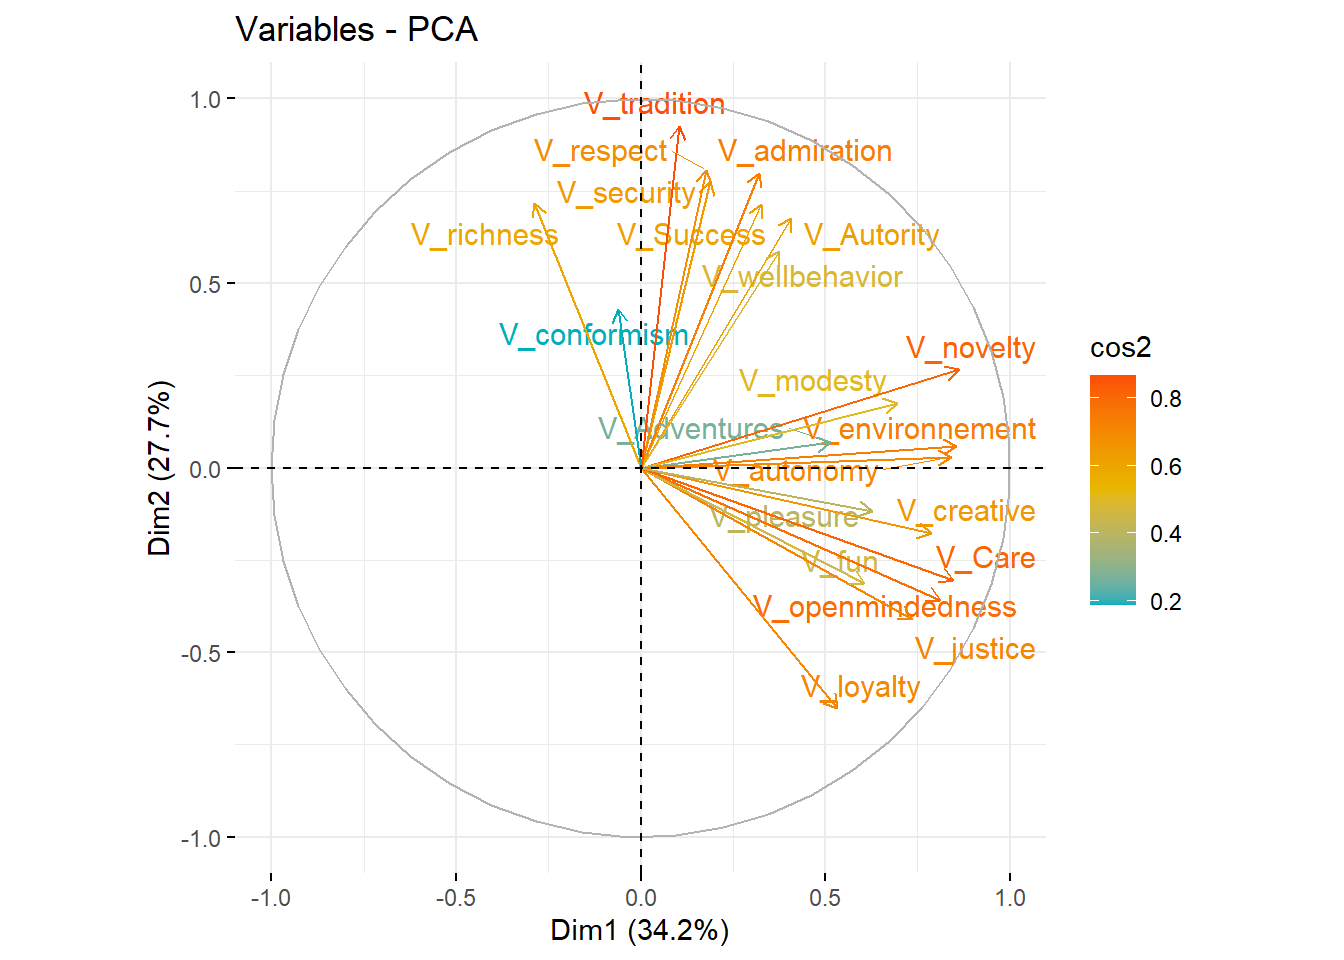 Variables - PCA
V_tradition
V_respect
V_admiration
V_security
V_richness
V_Success
V_Autority
V_wellbehavior
V_conformism
V_novelty
V_modesty
V_Adventures
V_environnement
V_autonomy
V_creative
V_pleasure
V_Care
V_fun
V_openmindedness
V_justice
V_loyalty
1.0
0.5
0.0
-0.5
-1.0
Dim2 (27.7%)
-1.0
-0.5
0.0
0.5
1.0
Dim1 (34.2%)
cos2
0.8
0.6
0.4
0.2